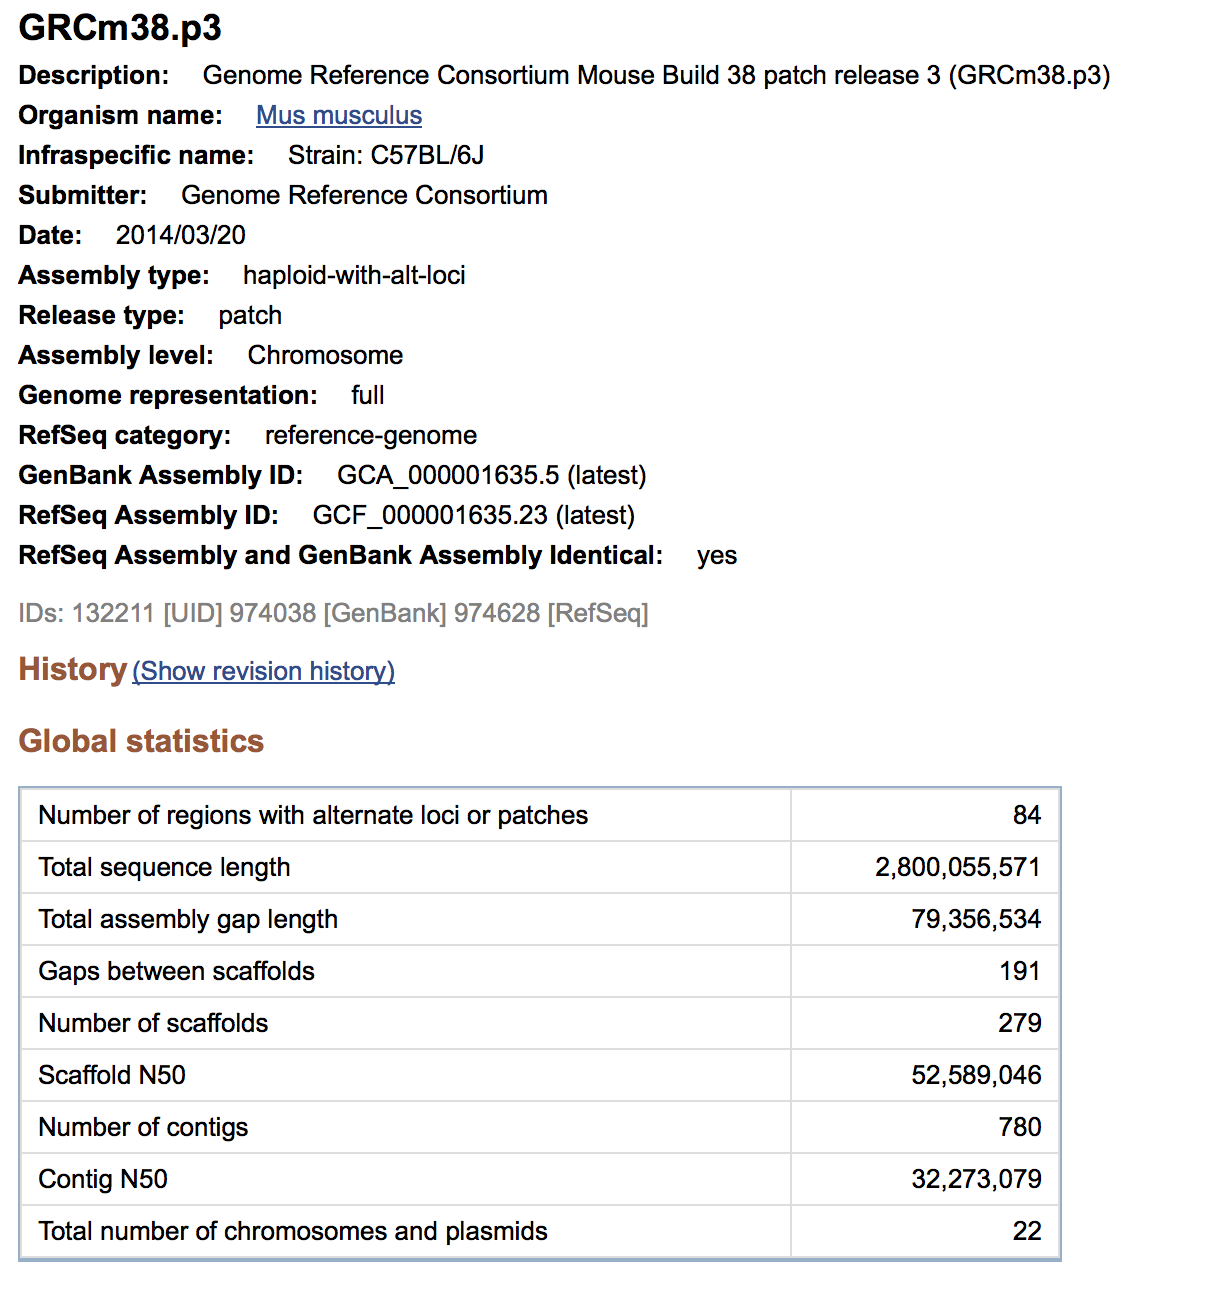 GRCm38.p3
Description: Genome Reference Consortium Mouse Build 38 patch release 3 (GRCm38.p3)
Organism name: Mus musculus
Infraspecific name: Strain: C57BL/6J
Submitter: Genome Reference Consortium
Date: 2014/03/20
Assembly type: haploid-with-alt-loci
Release type: patch
Assembly level: Chromosome
Genome representation: full
RefSeq category: reference-genome
GenBank Assembly ID: GCA_000001635.5 (latest)
RefSeq Assembly ID: GCF_000001635.23 (latest)
RefSeq Assembly and GenBank Assembly Identical: yes
IDs: 132211 [UID] 974038 [GenBank] 974628 [RefSeq]
History (Show revision history)
Global statistics
Number of regions with alternate loci or patches 84
Total sequence length 2,800,055,571
Total assembly gap length 79,356,534
Gaps between scaffolds 191
Number of scaffolds 279
Scaffold N50 52,589,046
Number of contigs 780
Contig N50 32,273,079
Total number of chromosomes and plasmids 22